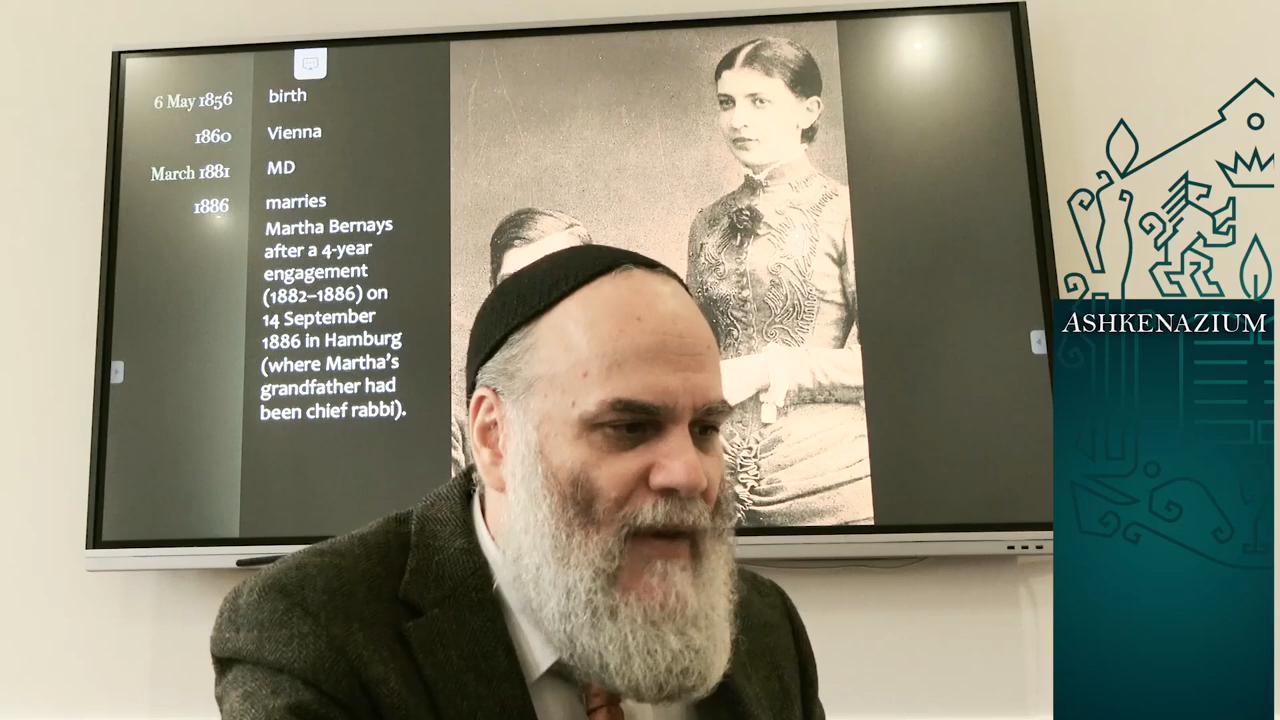 6 May 1856 birth
1860 Vienna
March 1881 MD
1886 marries
Martha Bernays
after a 4-year
engagement
(1882–1886) on
14 September
1886 in Hamburg
(where Martha's
grandfather had
been chief rabbi).
ASHKENAZIUM